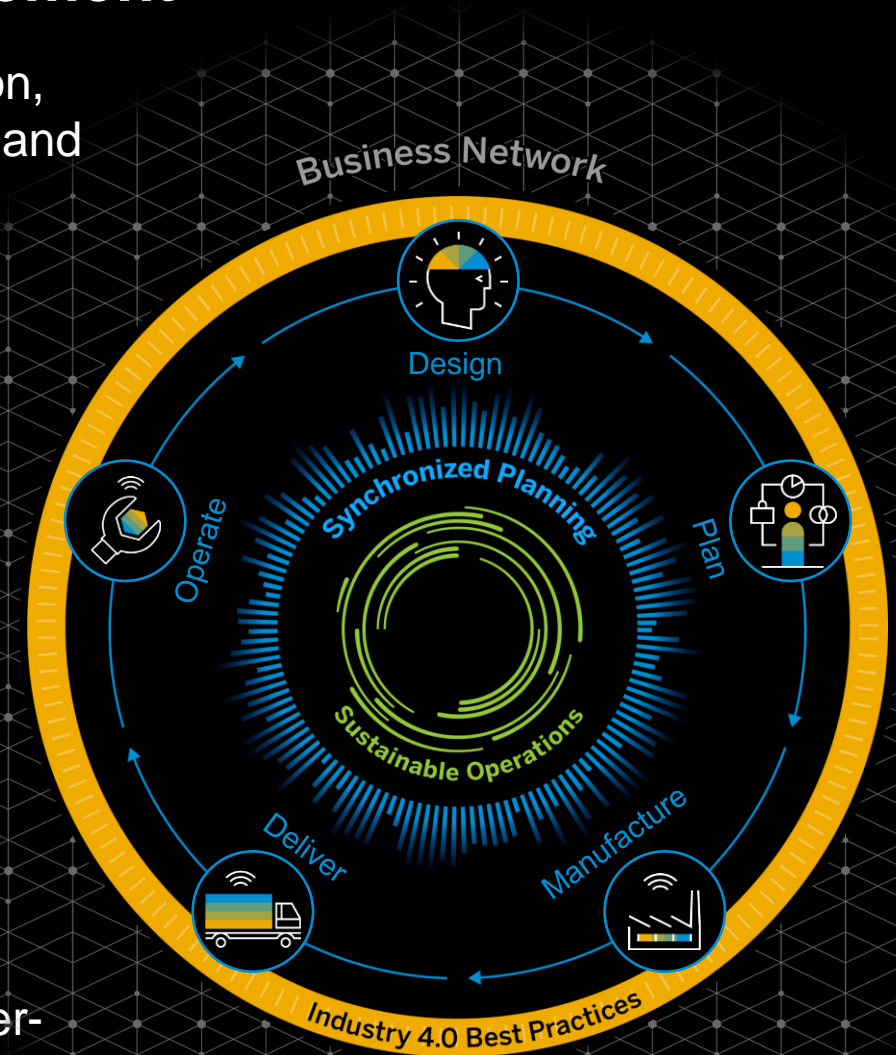 on,
and
Business Network
Design
Synchronized Planning
Operate
Plan
Sustainable Operations
Deliver
Manufacture
Industry 4.0 Best Practices
er-